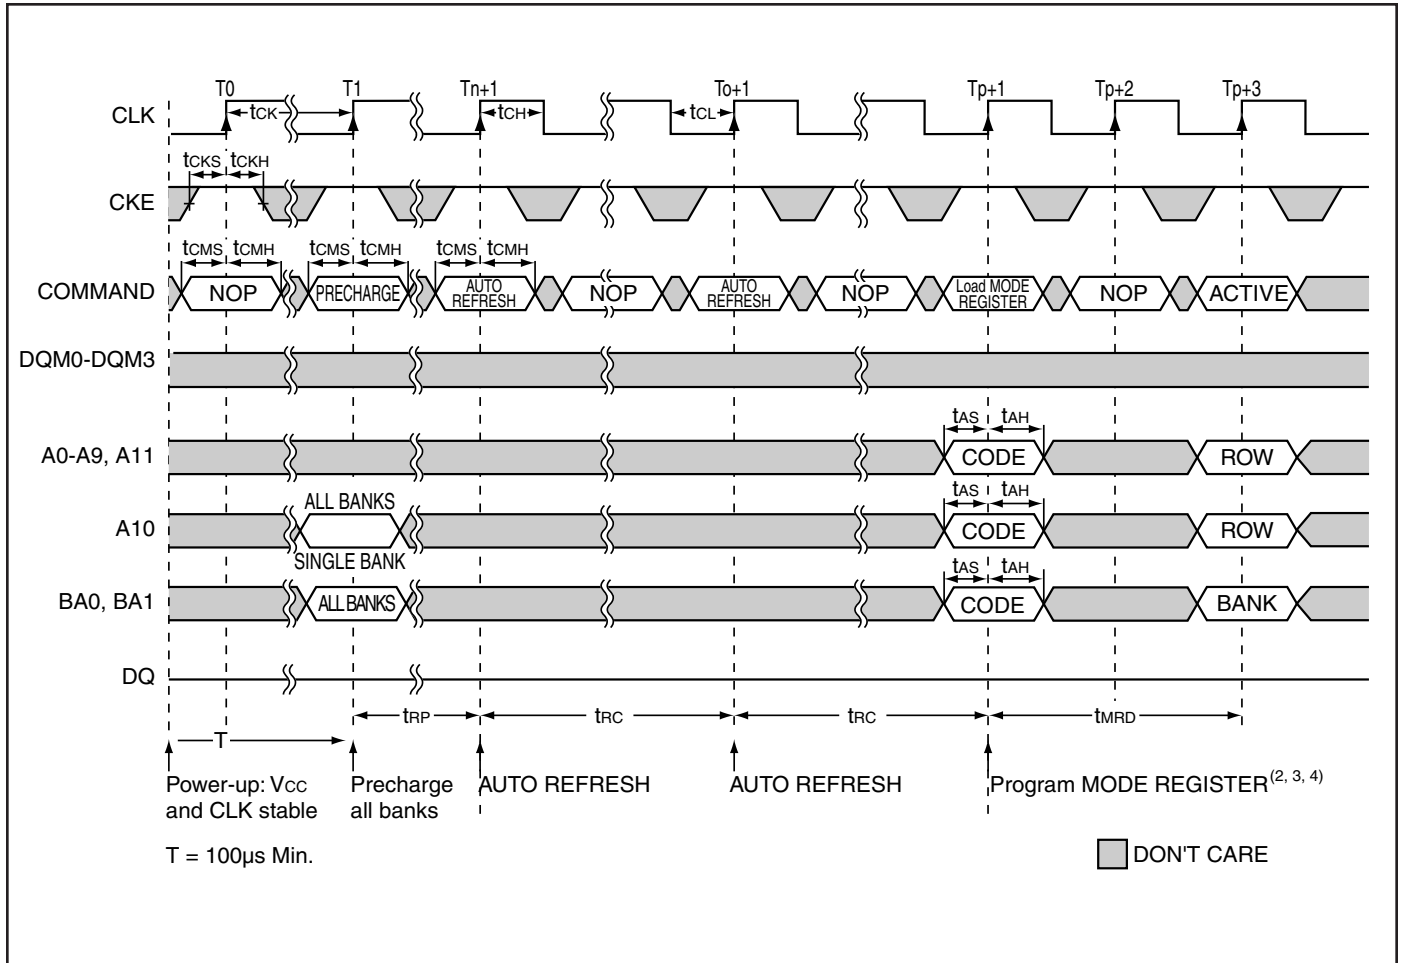 T0 T1 Tn+1 To+1 Tp+1 Tp+2 Tp+3
CLK tCK tCH tCL
tCKS tCKH
CKE
tCMS tCMH tCMS tCMH tCMS tCMH
COMMAND NOP PRECHARGE AUTO REFRESH NOP AUTO REFRESH NOP Load MODE REGISTER NOP ACTIVE
DQM0-DQM3
tAS tAH
A0-A9, A11 CODE ROW
ALL BANKS tAS tAH
A10 CODE ROW
SINGLE BANK tAS tAH
BA0, BA1 ALL BANKS CODE BANK
DQ
tRP tRC tRC tMRD
T
Power-up: VCC and CLK stable
Precharge all banks
AUTO REFRESH
AUTO REFRESH
Program MODE REGISTER(2, 3, 4)
T = 100µs Min.
DON'T CARE